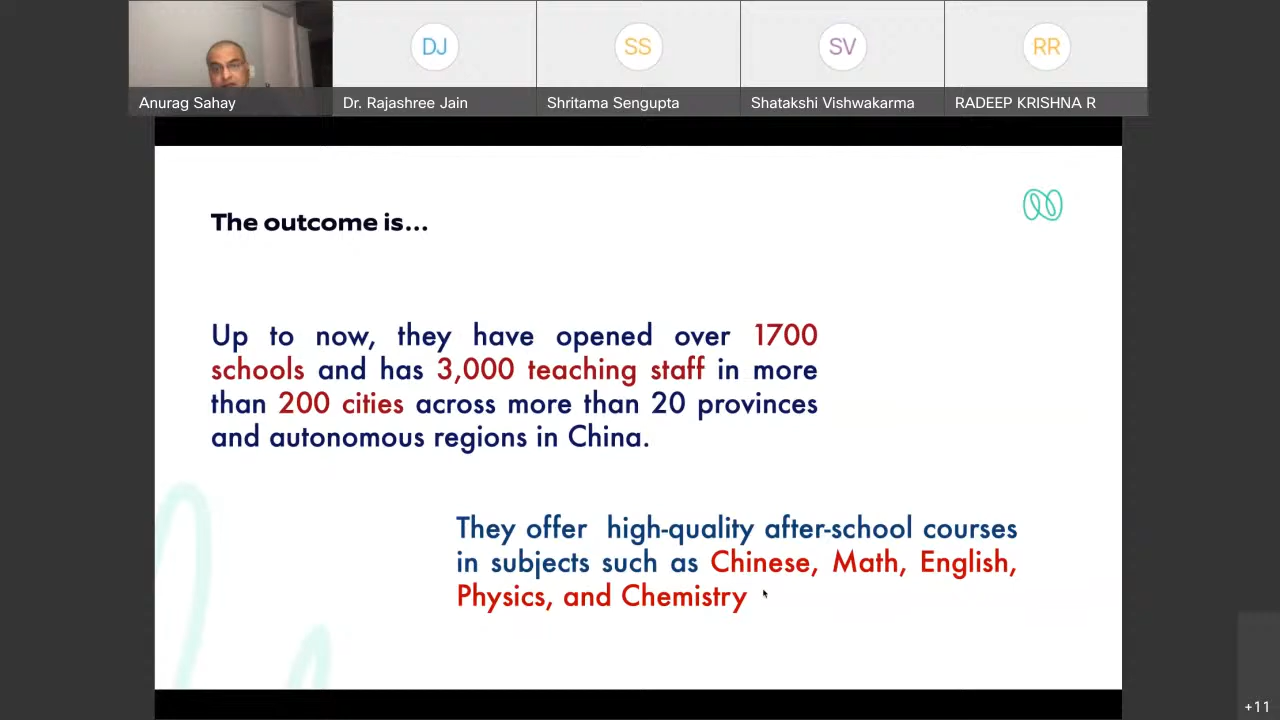 DJ
SS
SV
RR
Anurag Sahay
Dr. Rajashree Jain
Shritama Sengupta
Shatakshi Vishwakarma
RADEEP KRISHNA R
The outcome is...
Up to now, they have opened over 1700
schools and has 3,000 teaching staff in more
than 200 cities across more than 20 provinces
and autonomous regions in China.
They offer high-quality after-school courses
in subjects such as Chinese, Math, English,
Physics, and Chemistry
+11